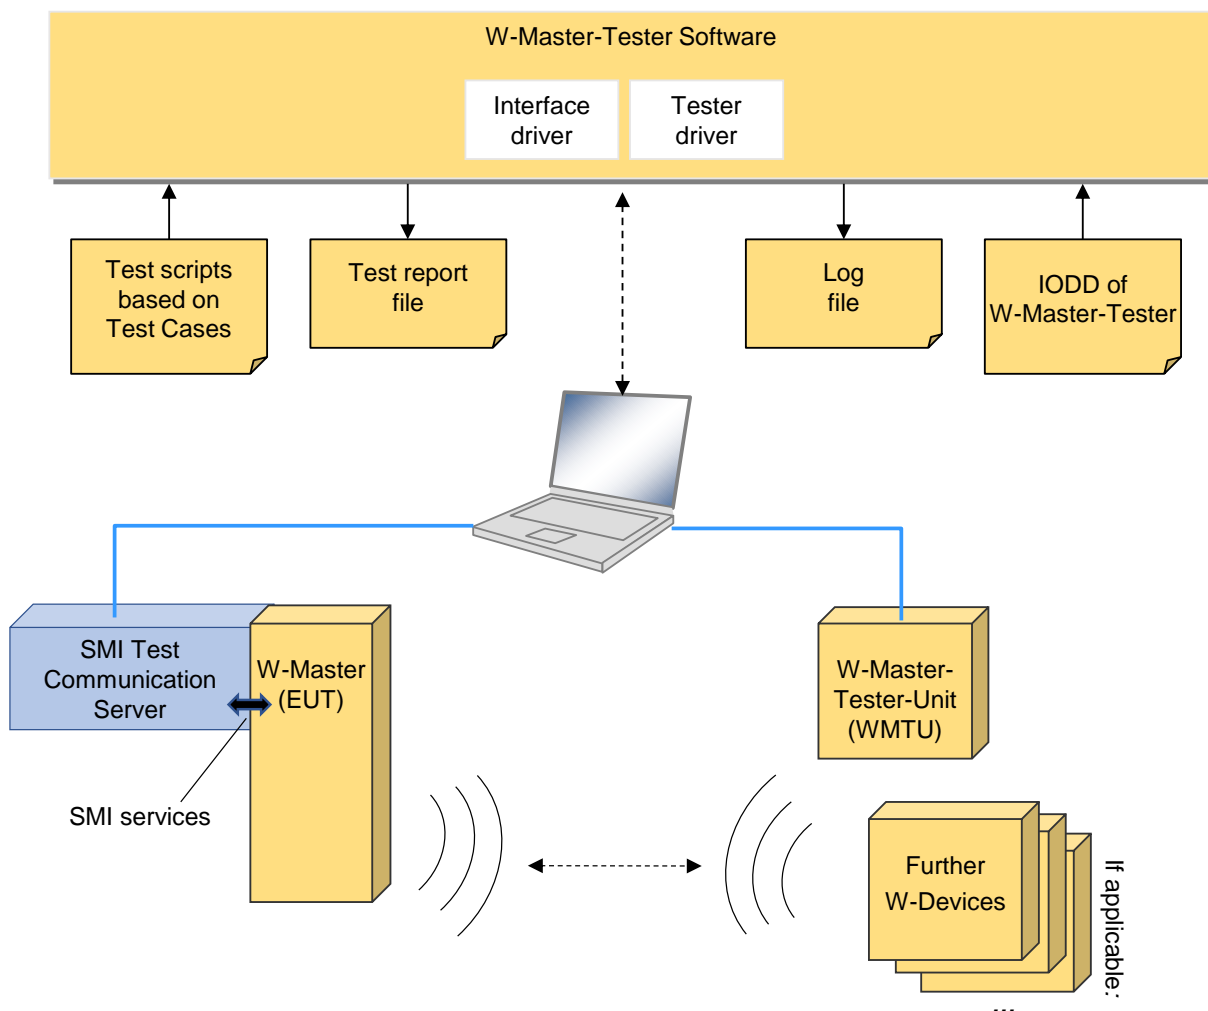 W-Master-Tester Software
Interface
driver
Tester
driver
Test scripts
based on
Test Cases
Test report
file
Log
file
IODD of
W-Master-Tester
SMI Test
Communication
Server
W-Master
(EUT)
W-Master-
Tester-Unit
(WMTU)
SMI services
Further
W-Devices
If applicable:
...